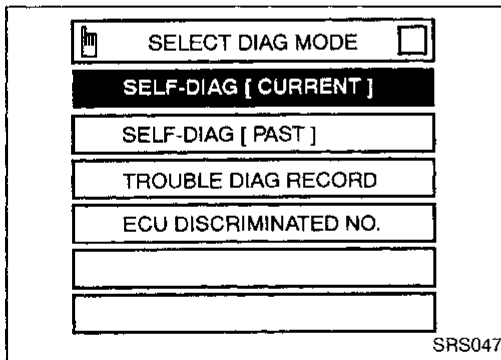 SELECT DIAG MODE
SELF-DIAG [ CURRENT ]
SELF-DIAG [ PAST ]
TROUBLE DIAG RECORD
ECU DISCRIMINATED NO.
SRS047